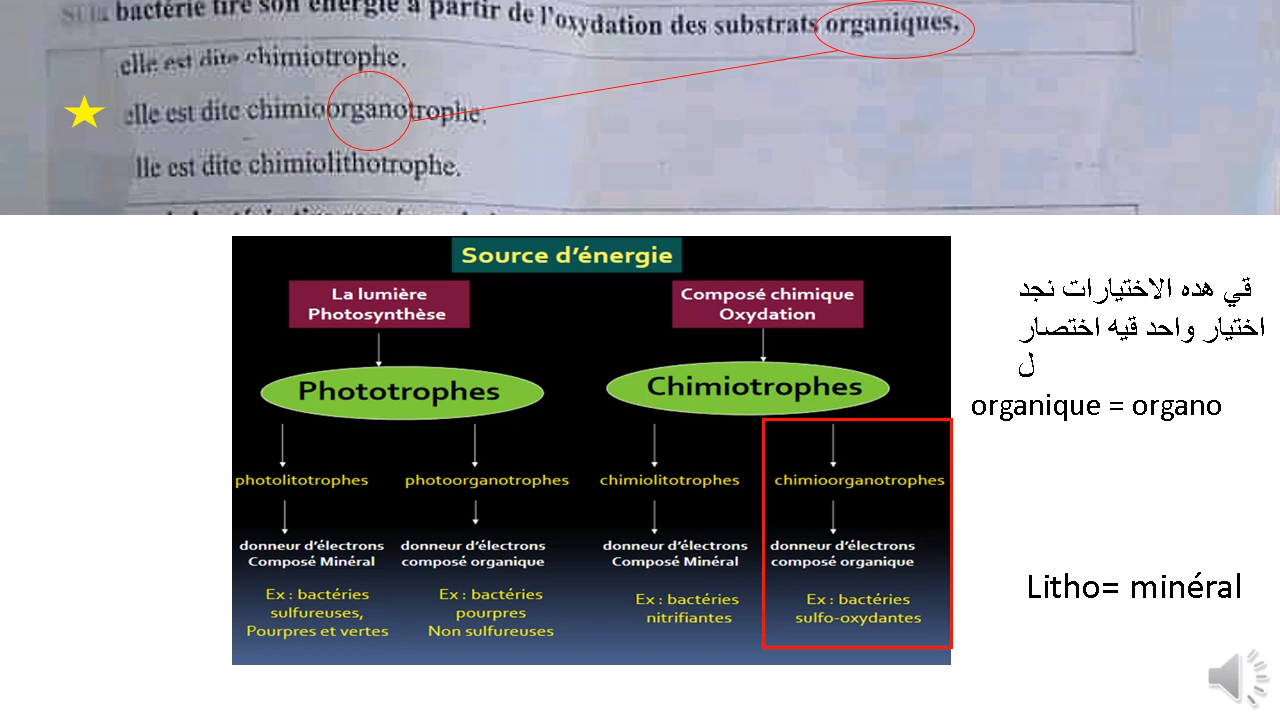 Si la bactérie tire son énergie à partir de l'oxydation des substrats organiques,
elle est dite chimiotrophe.
elle est dite chimioorganotrophe.
lle est dite chimiolithotrophe.
Source d'énergie
La lumière
Photosynthèse
Composé chimique
Oxydation
Phototrophes
Chimiotrophes
photolitotrophes
photoorganotrophes
chimiolitotrophes
chimioorganotrophes
donneur d'électrons
Composé Minéral
donneur d'électrons
composé organique
donneur d'électrons
Composé Minéral
donneur d'électrons
composé organique
Ex : bactéries
sulfureuses,
Pourpres et vertes
Ex : bactéries
pourpres
Non sulfureuses
Ex : bactéries
nitrifiantes
Ex : bactéries
sulfo-oxydantes
قي هده الاختيارات نجد
اختيار واحد قيه اختصار
ل
organique = organo
Litho= minéral